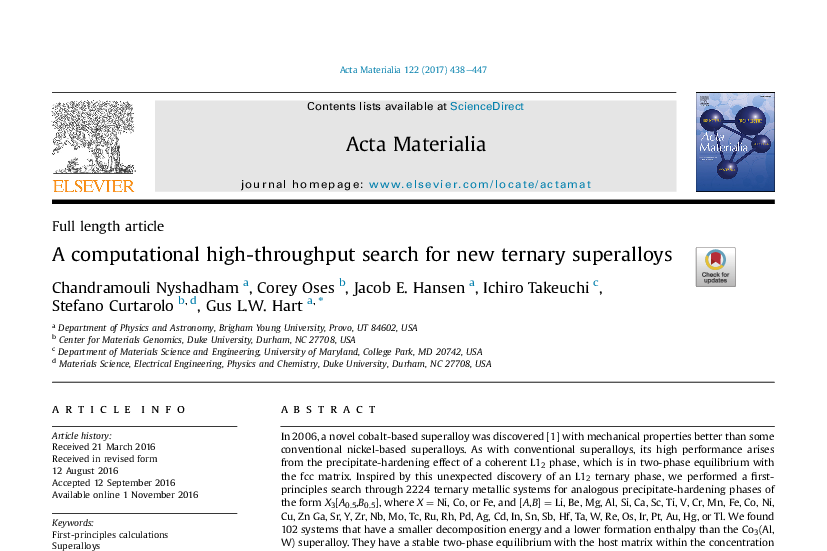 Acta Materialia 122 (2017) 438–447
Contents lists available at ScienceDirect
Acta Materialia
journal homepage: www.elsevier.com/locate/actamat
ELSEVIER
Acta
Materialia
Full length article
A computational high-throughput search for new ternary superalloys
Check for
updates
Chandramouli Nyshadham a, Corey Oses b, Jacob E. Hansen a, Ichiro Takeuchi c,
Stefano Curtarolo b, d, Gus L.W. Hart a, *
a Department of Physics and Astronomy, Brigham Young University, Provo, UT 84602, USA
b Center for Materials Genomics, Duke University, Durham, NC 27708, USA
c Department of Materials Science and Engineering, University of Maryland, College Park, MD 20742, USA
d Materials Science, Electrical Engineering, Physics and Chemistry, Duke University, Durham, NC 27708, USA
ARTICLE INFO
Article history:
Received 21 March 2016
Received in revised form
12 August 2016
Accepted 12 September 2016
Available online 1 November 2016
Keywords:
First-principles calculations
Superalloys
ABSTRACT
In 2006, a novel cobalt-based superalloy was discovered [1] with mechanical properties better than some
conventional nickel-based superalloys. As with conventional superalloys, its high performance arises
from the precipitate-hardening effect of a coherent L1₂ phase, which is in two-phase equilibrium with
the fcc matrix. Inspired by this unexpected discovery of an L1₂ ternary phase, we performed a first-
principles search through 2224 ternary metallic systems for analogous precipitate-hardening phases of
the form X₃[A₀.₅,B₀.₅], where X = Ni, Co, or Fe, and [A,B] = Li, Be, Mg, Al, Si, Ca, Sc, Ti, V, Cr, Mn, Fe, Co, Ni,
Cu, Zn Ga, Sr, Y, Zr, Nb, Mo, Tc, Ru, Rh, Pd, Ag, Cd, In, Sn, Sb, Hf, Ta, W, Re, Os, Ir, Pt, Au, Hg, or Tl. We found
102 systems that have a smaller decomposition energy and a lower formation enthalpy than the Co₃(Al,
W) superalloy. They have a stable two-phase equilibrium with the host matrix within the concentration